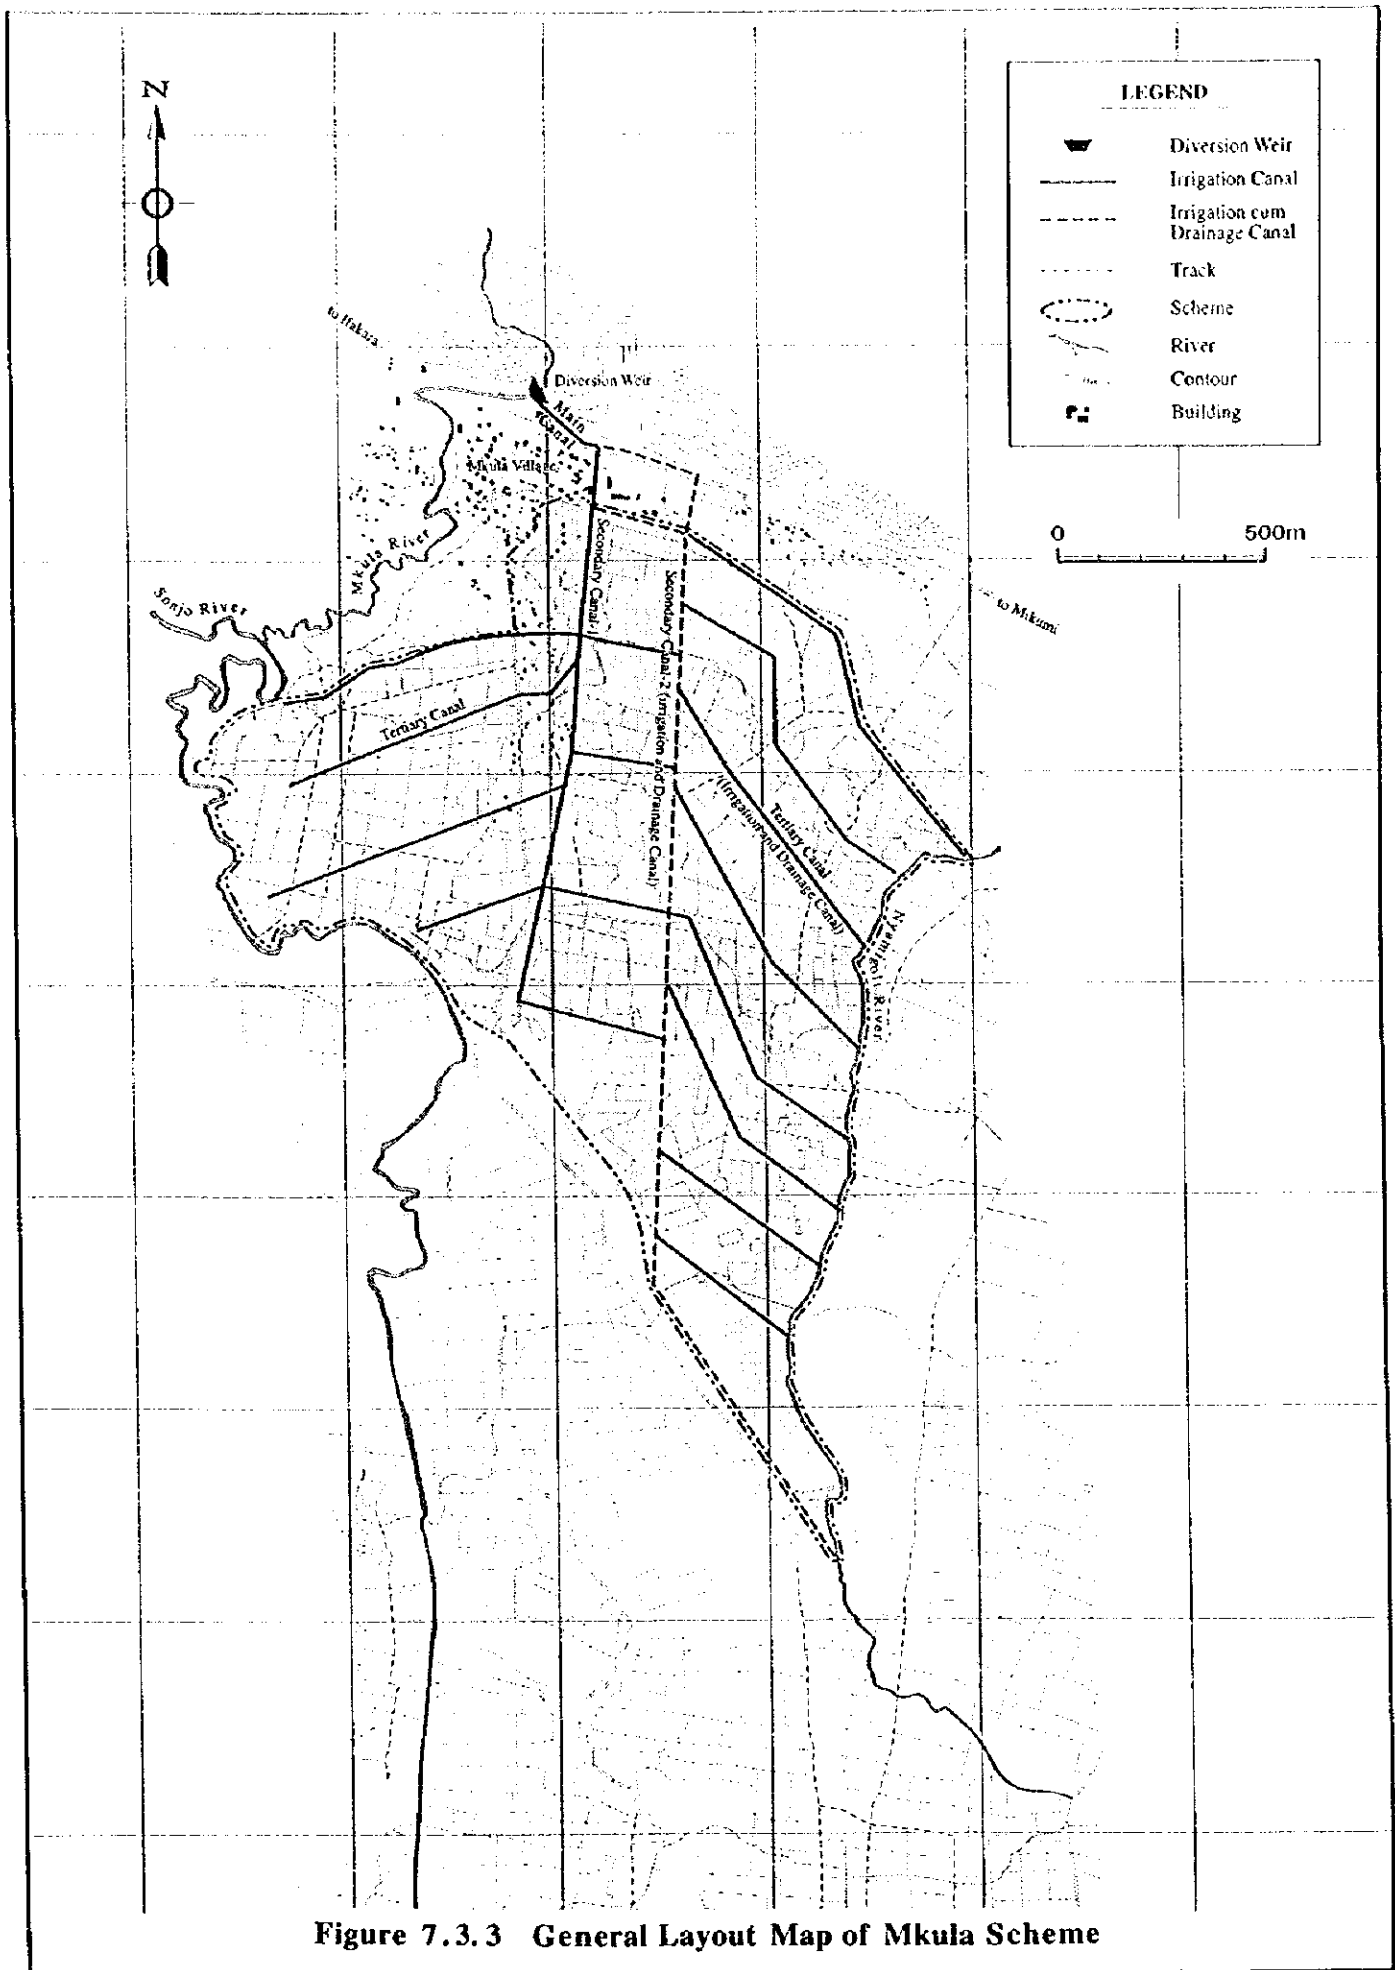 N
LEGEND
Diversion Weir
Irrigation Canal
Irrigation cum
Drainage Canal
Track
Scheme
River
Contour
Building
0 500m
to Ifakara
Diversion Weir
Main
Canal
Mkula Village
Mkula River
Sonjo River
to Mikumi
Secondary Canal-1
Secondary Canal-2 (irrigation and Drainage Canal)
Tertiary Canal
Tertiary Canal
(Irrigation and Drainage Canal)
River
Figure 7.3.3 General Layout Map of Mkula Scheme